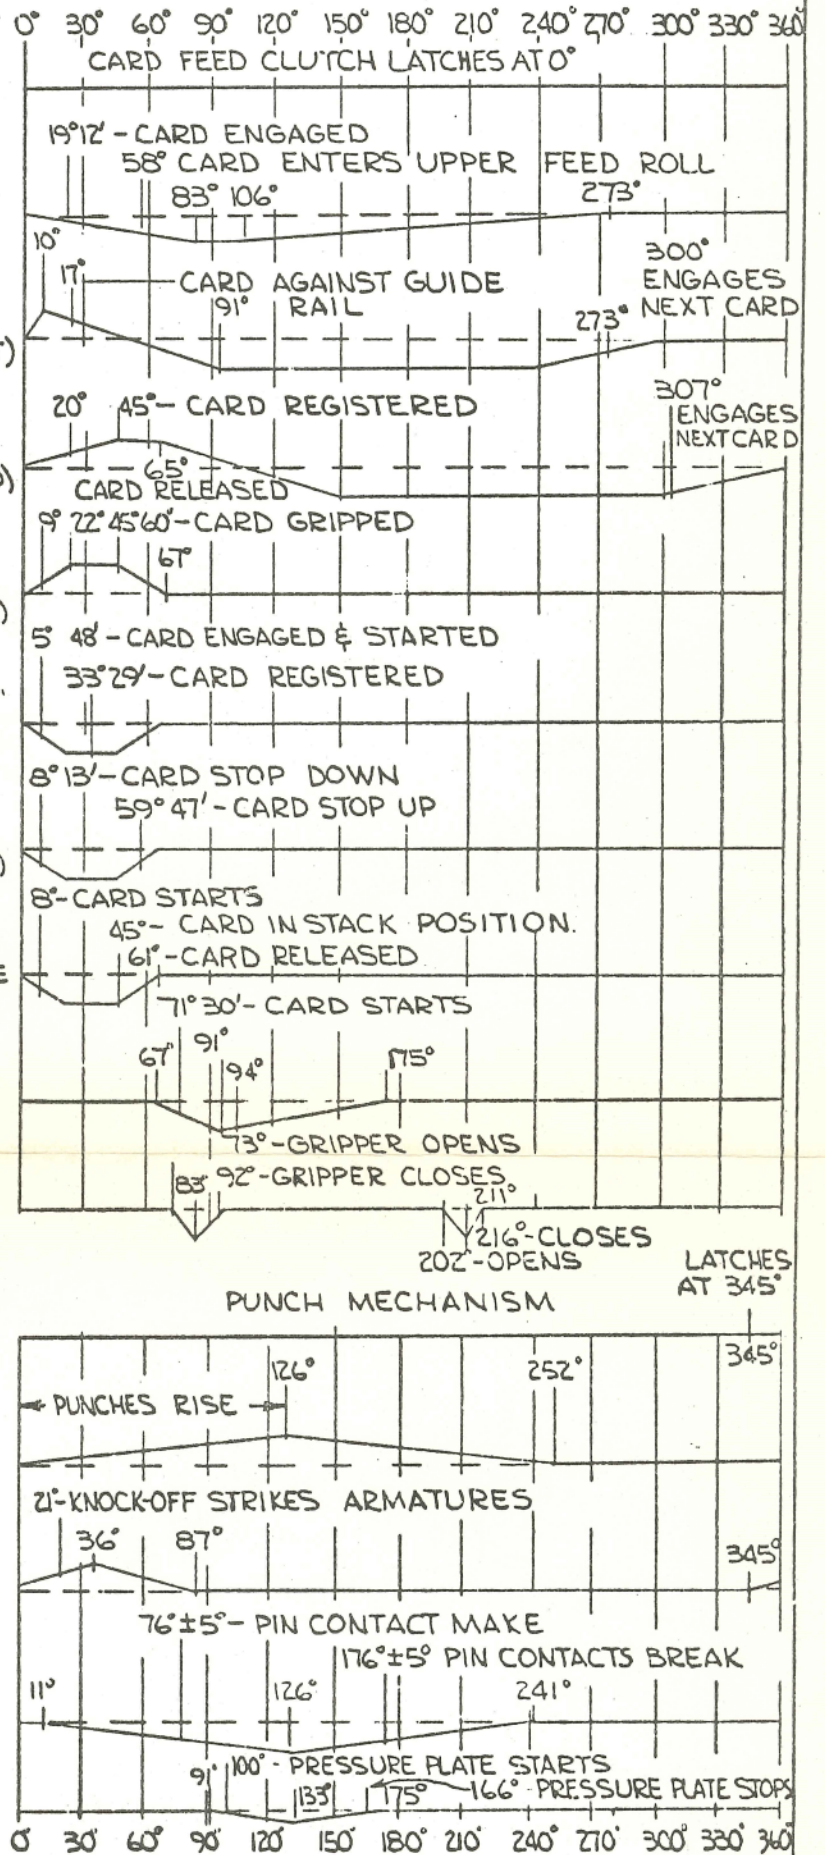 0° 30° 60° 90° 120° 150° 180° 210° 240° 270° 300° 330° 360°
CARD FEED CLUTCH LATCHES AT 0°
19°12' - CARD ENGAGED
58° CARD ENTERS UPPER FEED ROLL
83° 106° 273°
10°
300°
17° CARD AGAINST GUIDE ENGAGES
91° RAIL NEXT CARD
273°
307°
20° 45° - CARD REGISTERED ENGAGES
NEXT CARD
65°
CARD RELEASED
9° 22° 45° 60° - CARD GRIPPED
67°
5° 48' - CARD ENGAGED & STARTED
33°29' - CARD REGISTERED
8°13' - CARD STOP DOWN
59°47' - CARD STOP UP
8° - CARD STARTS
45° - CARD IN STACK POSITION.
61° - CARD RELEASED
71°30' - CARD STARTS
91°
67° 94° 175°
73° - GRIPPER OPENS
83° 92° - GRIPPER CLOSES
211°
216° - CLOSES
202° - OPENS LATCHES
AT 345°
PUNCH MECHANISM
126° 252° 345°
PUNCHES RISE
21° - KNOCK-OFF STRIKES ARMATURES
36° 87° 345°
76°±5° - PIN CONTACT MAKE
176°±5° PIN CONTACTS BREAK
11° 126° 241°
91° 100° - PRESSURE PLATE STARTS
133° 175° 166° - PRESSURE PLATE STOPS
0° 30° 60° 90° 120° 150° 180° 210° 240° 270° 300° 330° 360°